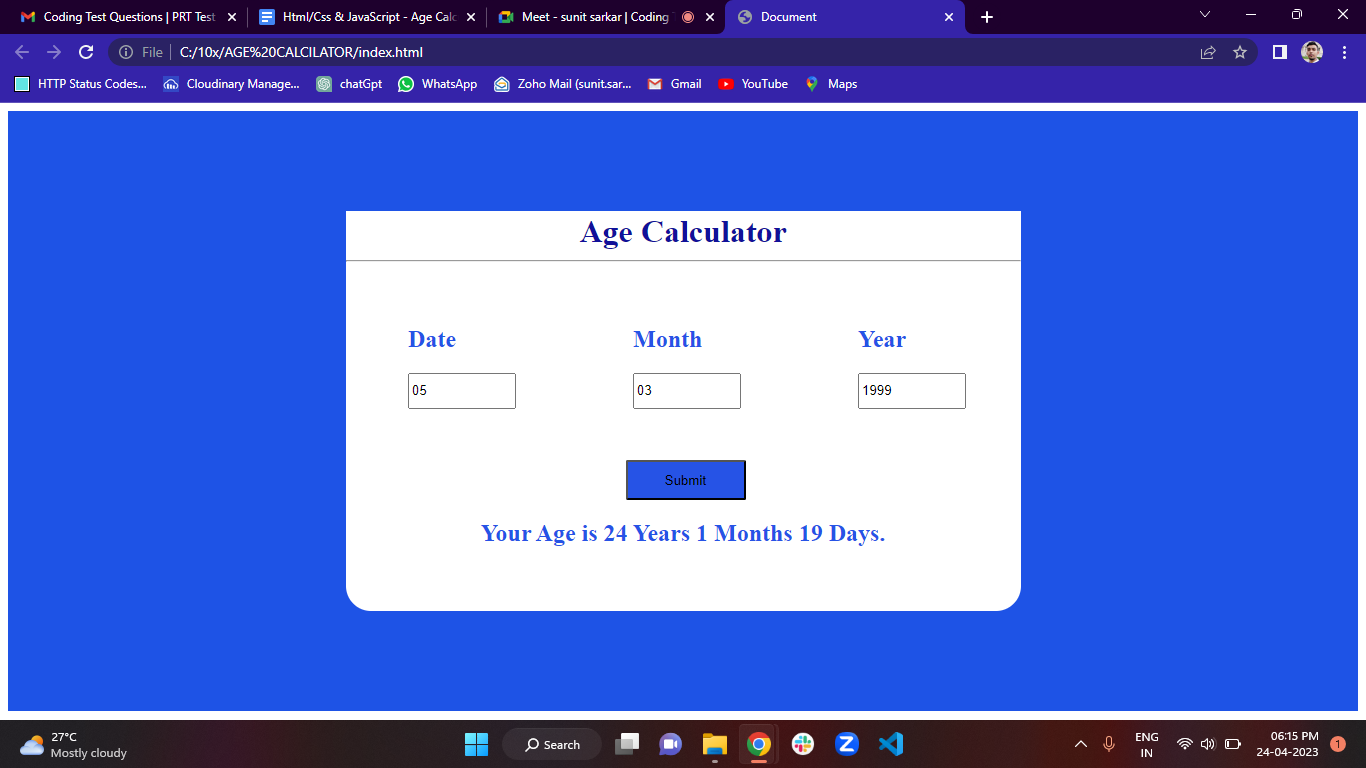 Coding Test Questions | PRT Test
Html/Css & JavaScript - Age Calc
Meet - sunit sarkar | Coding
Document
File
C:/10x/AGE%20CALCILATOR/index.html
HTTP Status Codes...
Cloudinary Manage...
chatGpt
WhatsApp
Zoho Mail (sunit.sar...
Gmail
YouTube
Maps
Age Calculator
Date Month Year
05 03 1999
Submit
Your Age is 24 Years 1 Months 19 Days.
27°C
Mostly cloudy
Search
ENG
IN
06:15 PM
24-04-2023
1